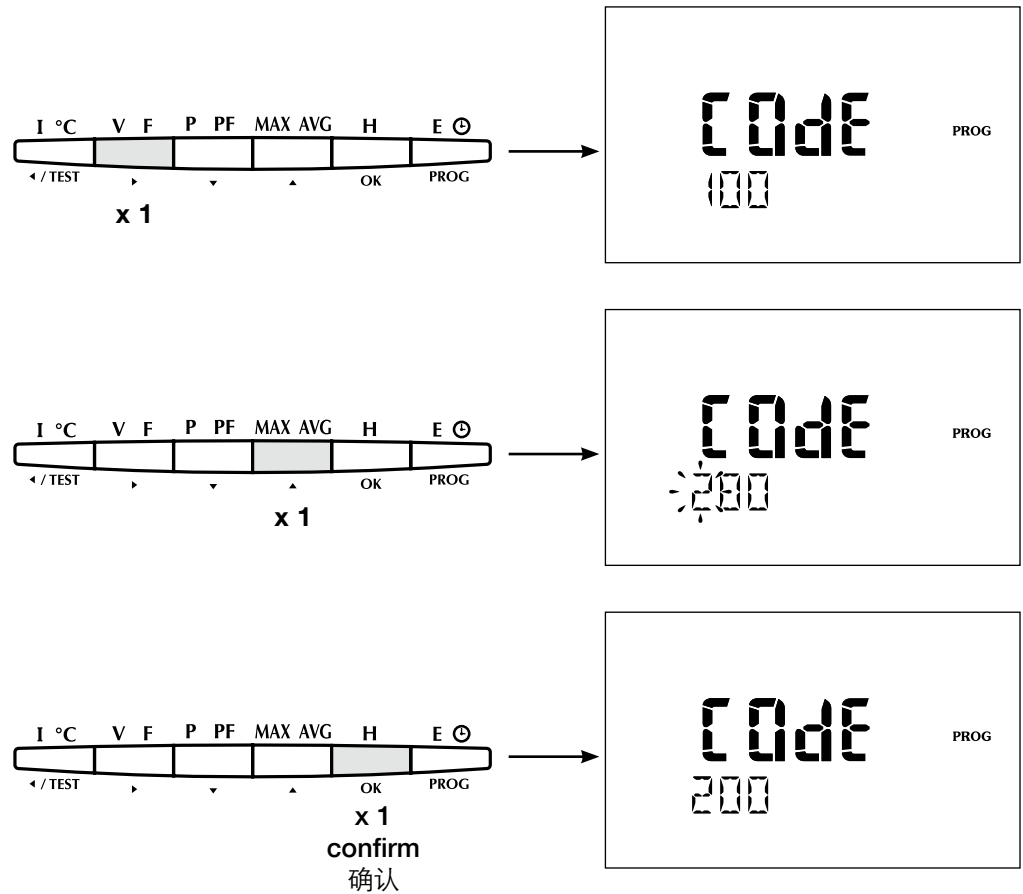 I °C V F P PF MAX AVG H E
/ TEST OK PROG
x 1
CODE
PROG
100
I °C V F P PF MAX AVG H E
/ TEST OK PROG
x 1
CODE
PROG
280
I °C V F P PF MAX AVG H E
/ TEST OK PROG
x 1
confirm
确认
CODE
PROG
200